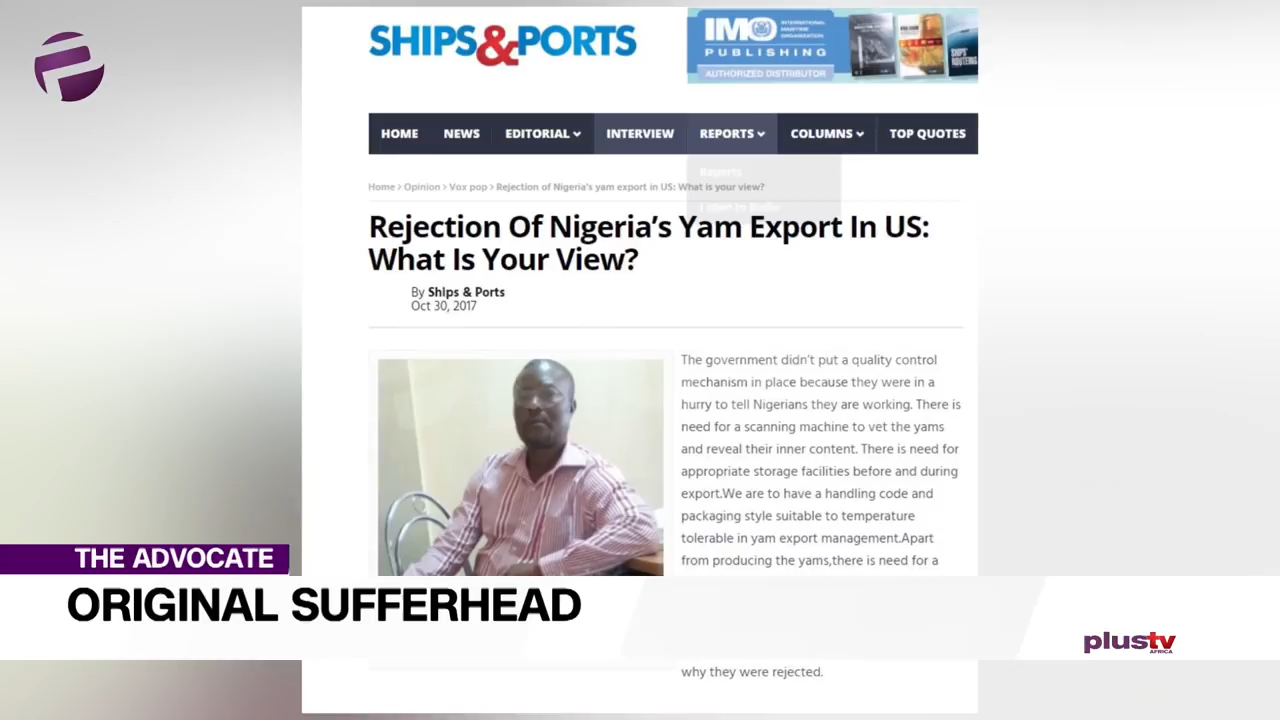 SHIPS&PORTS
IMO
INTERNATIONAL
MARITIME
ORGANIZATION
PUBLISHING
AUTHORIZED DISTRIBUTOR
SHIPS'
ROUTEING
HOME NEWS EDITORIAL INTERVIEW REPORTS COLUMNS TOP QUOTES
Reports
Home > Opinion > Vox pop > Rejection of Nigeria's yam export in US: What is your view?
Rejection Of Nigeria's Yam Export In US:
What Is Your View?
By Ships & Ports
Oct 30, 2017
The government didn't put a quality control
mechanism in place because they were in a
hurry to tell Nigerians they are working. There is
need for a scanning machine to vet the yams
and reveal their inner content. There is need for
appropriate storage facilities before and during
export.We are to have a handling code and
packaging style suitable to temperature
tolerable in yam export management.Apart
from producing the yams,there is need for a
why they were rejected.
THE ADVOCATE
ORIGINAL SUFFERHEAD
plustv
AFRICA